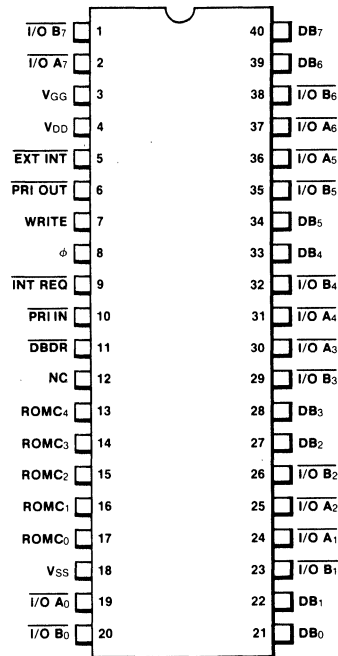 I/O B7 1 40 DB7
I/O A7 2 39 DB6
VGG 3 38 I/O B6
VDD 4 37 I/O A6
EXT INT 5 36 I/O A5
PRI OUT 6 35 I/O B5
WRITE 7 34 DB5
ϕ 8 33 DB4
INT REQ 9 32 I/O B4
PRI IN 10 31 I/O A4
DBDR 11 30 I/O A3
NC 12 29 I/O B3
ROMC4 13 28 DB3
ROMC3 14 27 DB2
ROMC2 15 26 I/O B2
ROMC1 16 25 I/O A2
ROMC0 17 24 I/O A1
VSS 18 23 I/O B1
I/O A0 19 22 DB1
I/O B0 20 21 DB0